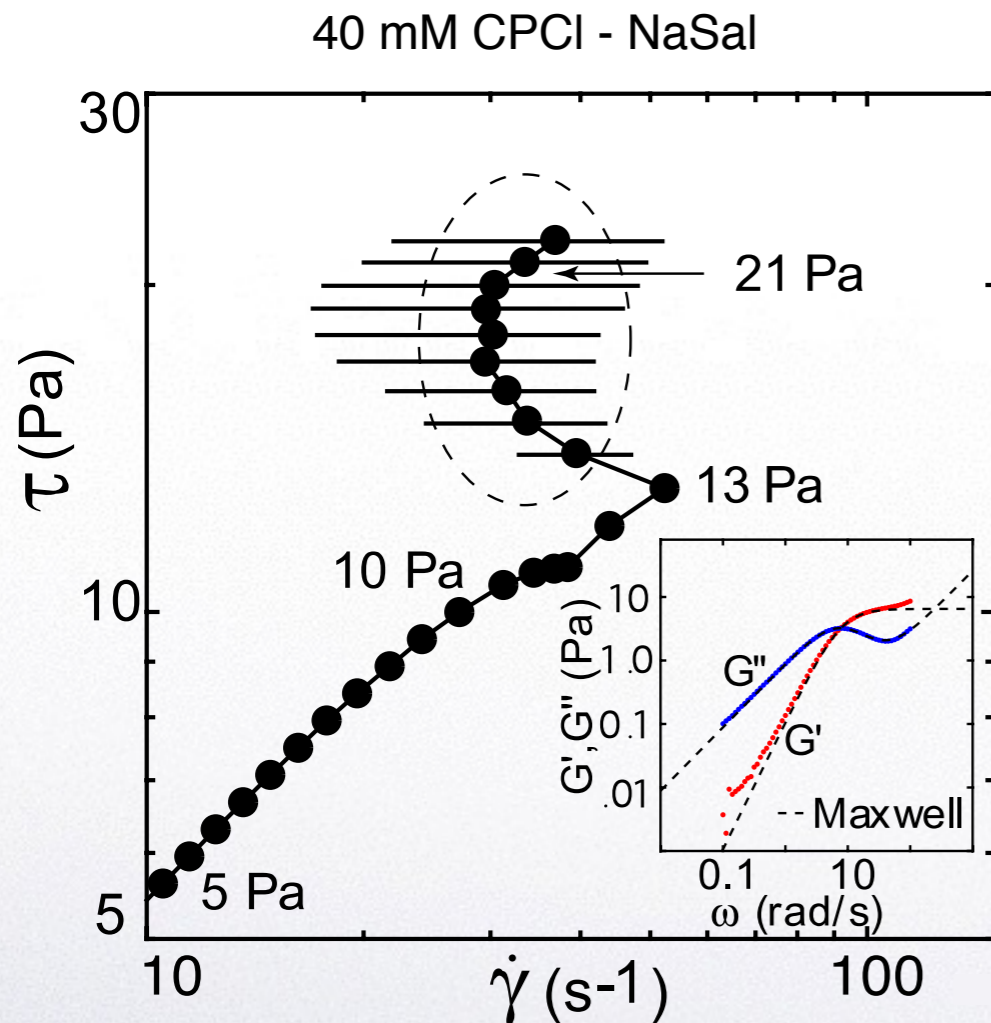 40 mM CPCl - NaSal
30
21 Pa
τ (Pa)
13 Pa
10 Pa
10
G',G" (Pa)
10
1.0
0.1
.01
G"
G'
Maxwell
0.1
10
ω (rad/s)
5 Pa
5
10
γ̇ (s-1)
100